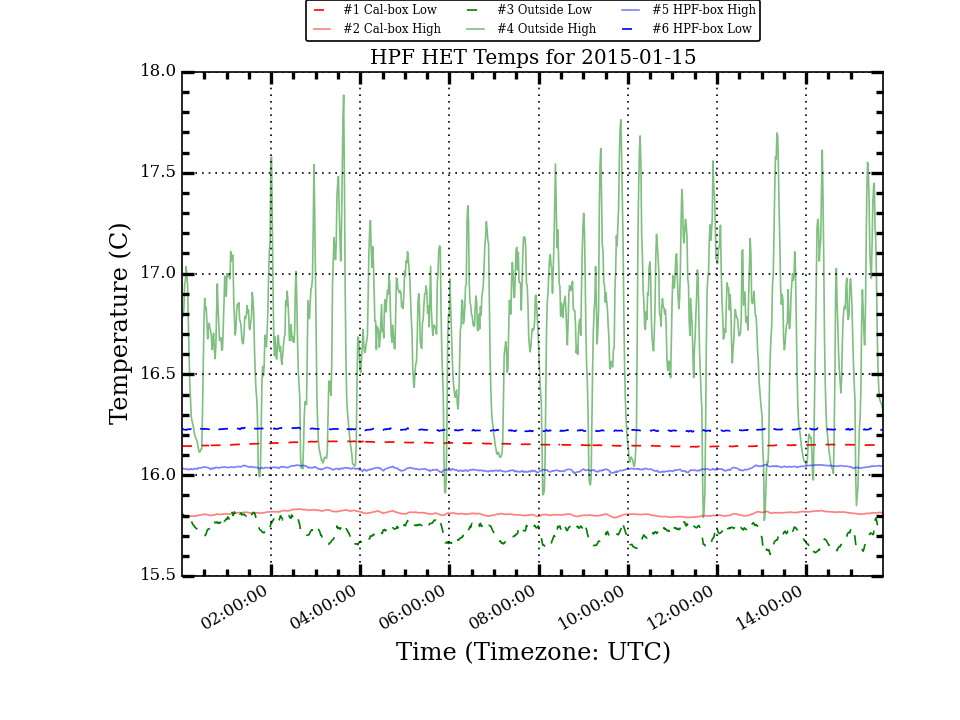 #1 Cal-box Low #3 Outside Low #5 HPF-box High
#2 Cal-box High #4 Outside High #6 HPF-box Low
HPF HET Temps for 2015-01-15
18.0
17.5
17.0
16.5
16.0
15.5
Temperature (C)
02:00:00 04:00:00 06:00:00 08:00:00 10:00:00 12:00:00 14:00:00
Time (Timezone: UTC)